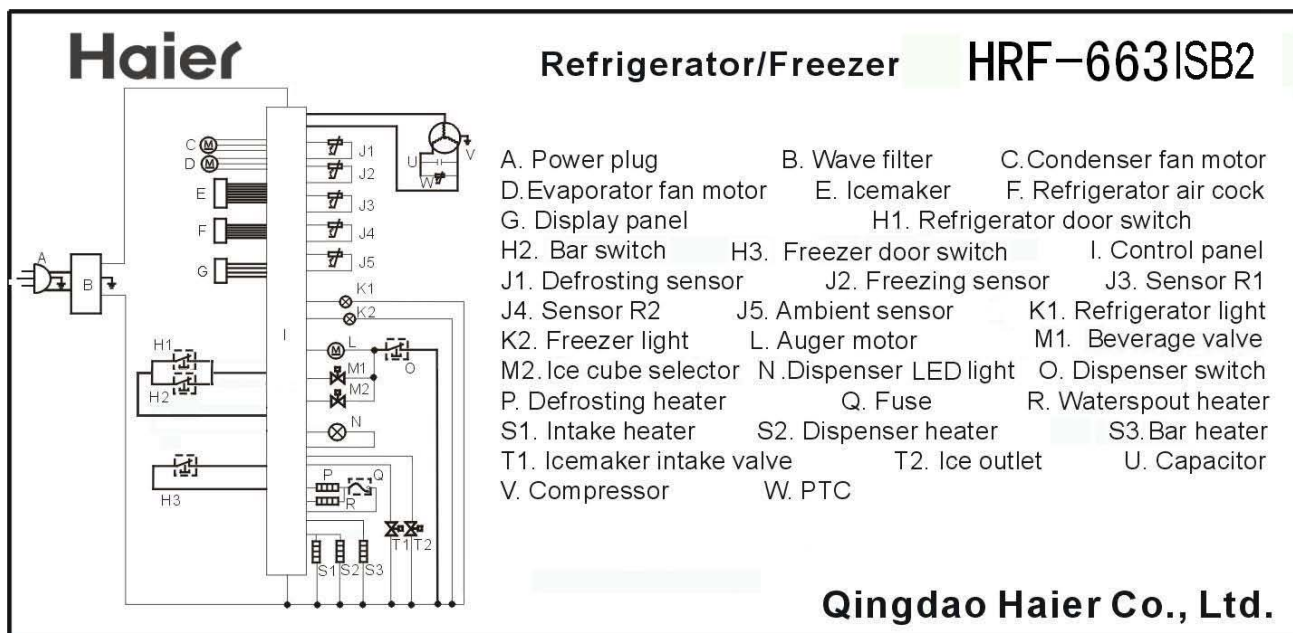 Haier
Refrigerator/Freezer HRF-663ISB2
A. Power plug B. Wave filter C.Condenser fan motor
D.Evaporator fan motor E. Icemaker F. Refrigerator air cock
G. Display panel H1. Refrigerator door switch
H2. Bar switch H3. Freezer door switch I. Control panel
J1. Defrosting sensor J2. Freezing sensor J3. Sensor R1
J4. Sensor R2 J5. Ambient sensor K1. Refrigerator light
K2. Freezer light L. Auger motor M1. Beverage valve
M2. Ice cube selector N.Dispenser LED light O. Dispenser switch
P. Defrosting heater Q. Fuse R. Waterspout heater
S1. Intake heater S2. Dispenser heater S3.Bar heater
T1. Icemaker intake valve T2. Ice outlet U. Capacitor
V. Compressor W. PTC
C M
D M
E
F
G
A
B
H1
H2
H3
I
J1
J2
J3
J4
J5
U
V
W
K1
K2
M L
M1
M2
O
N
P Q
R
T1 T2
S1 S2 S3
Qingdao Haier Co., Ltd.